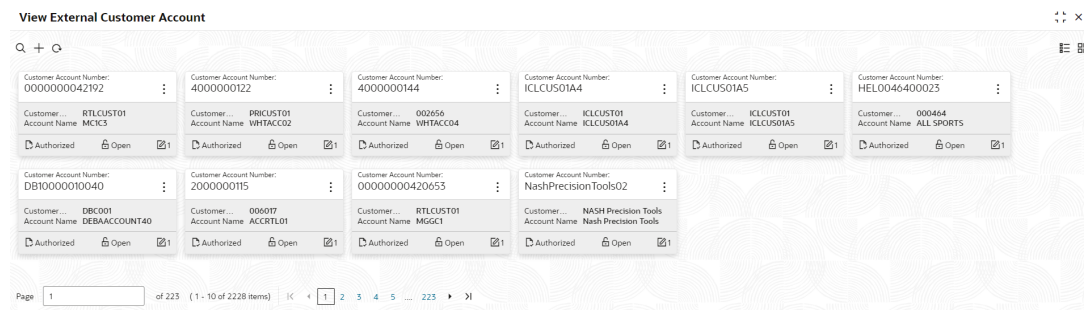 View External Customer Account
Customer Account Number:
0000000042192
Customer... RTLCUST01
Account Name MC1C3
Authorized Open 1
Customer Account Number:
4000000122
Customer... PRICUST01
Account Name WHTACC02
Authorized Open 1
Customer Account Number:
4000000144
Customer... 002656
Account Name WHTACC04
Authorized Open 1
Customer Account Number:
ICLCUS01A4
Customer... ICLCUST01
Account Name ICLCUS01A4
Authorized Open 1
Customer Account Number:
ICLCUS01A5
Customer... ICLCUST01
Account Name ICLCUS01A5
Authorized Open 1
Customer Account Number:
HEL0046400023
Customer... 000464
Account Name ALL SPORTS
Authorized Open 1
Customer Account Number:
DB10000010040
Customer... DBC001
Account Name DEBAACCOUNT40
Authorized Open 1
Customer Account Number:
2000000115
Customer... 006017
Account Name ACCRTL01
Authorized Open 1
Customer Account Number:
00000000420653
Customer... RTLCUST01
Account Name MGGC1
Authorized Open 1
Customer Account Number:
NashPrecisionTools02
Customer... NASH Precision Tools
Account Name Nash Precision Tools
Authorized Open 1
Page 1 of 223 ( 1 - 10 of 2228 items) 1 2 3 4 5 ... 223